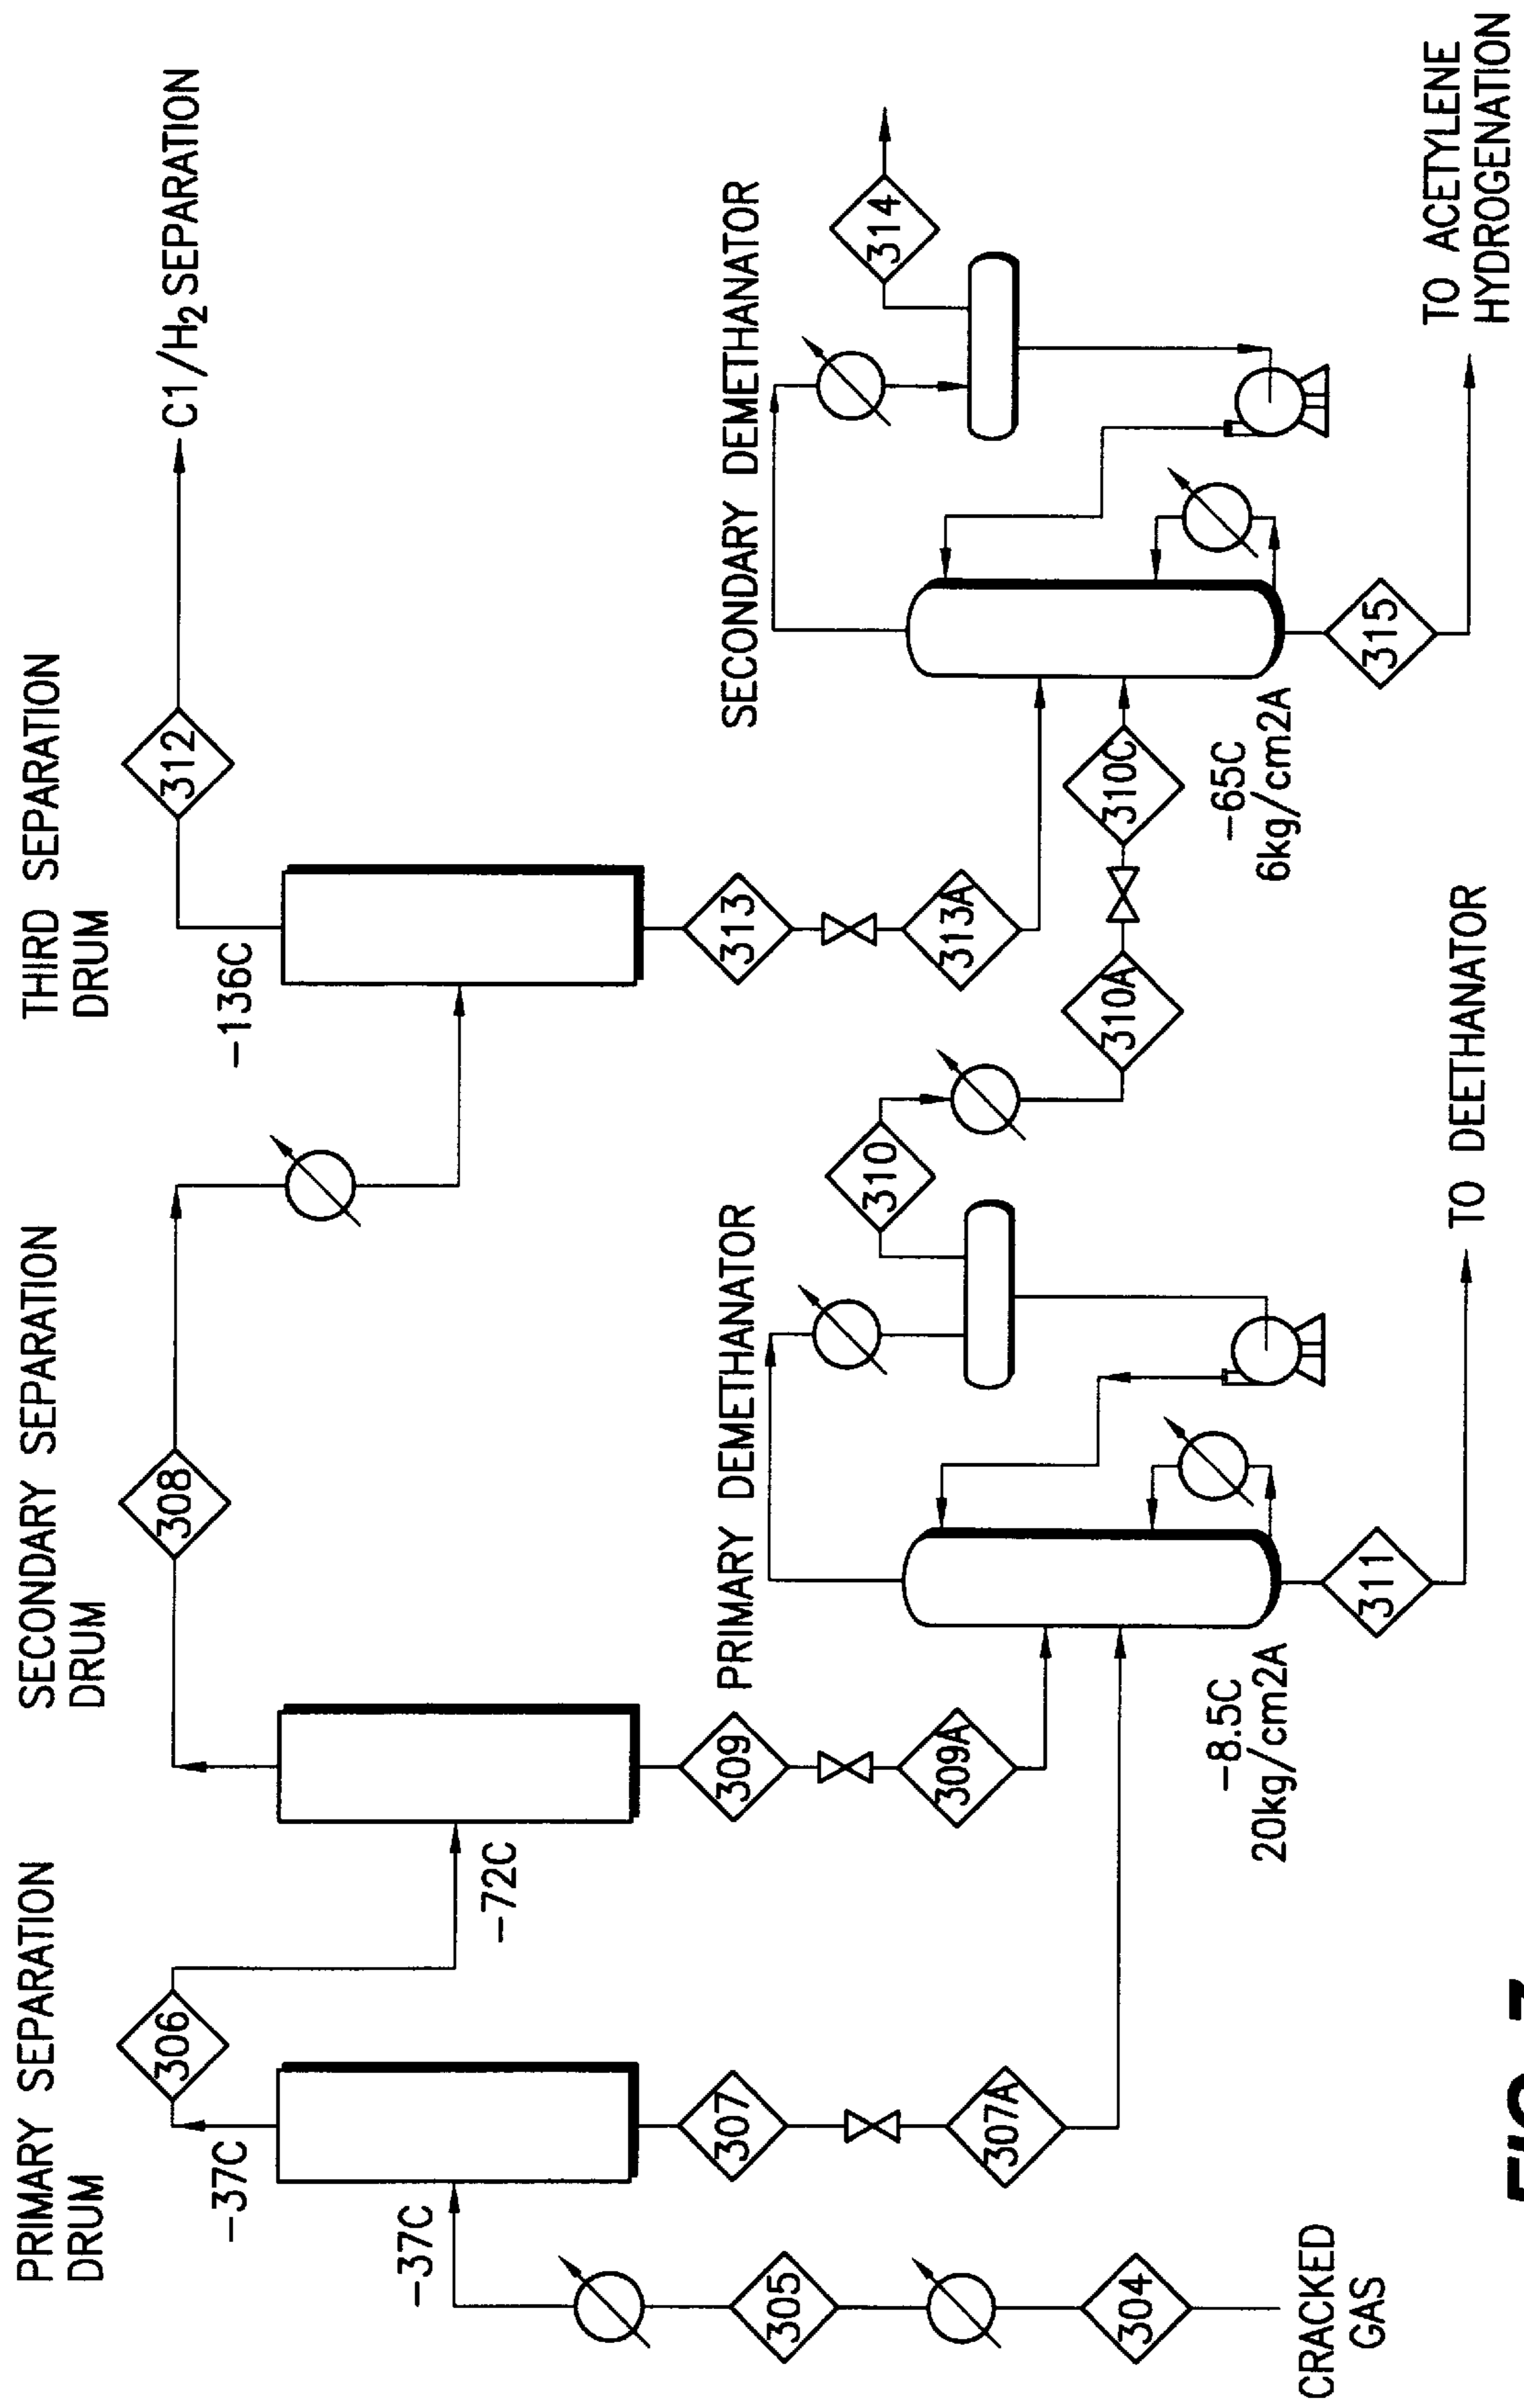 PRIMARY SEPARATION
DRUM
SECONDARY SEPARATION
DRUM
THIRD SEPARATION
DRUM
306
308
312
C1/H2 SEPARATION
-37C
-37C
-72C
-136C
307
309
313
307A
309A
313A
305
304
CRACKED
GAS
PRIMARY DEMETHANATOR
310
310A
310C
-8.5C
20kg/cm2A
311
TO DEETHANATOR
SECONDARY DEMETHANATOR
314
-65C
6kg/cm2A
315
TO ACETYLENE
HYDROGENATION